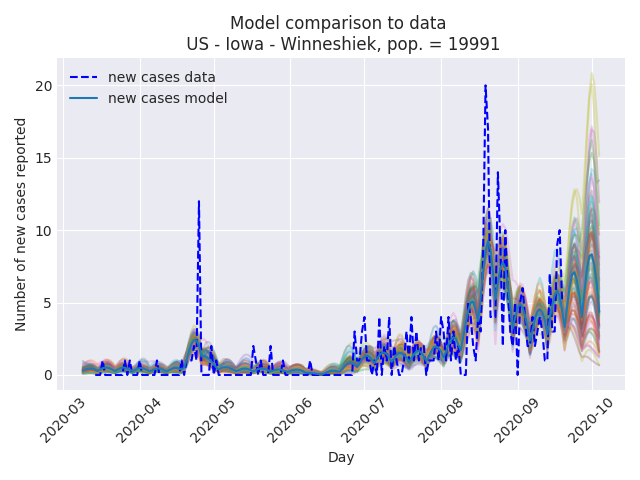 Model comparison to data
US - Iowa - Winneshiek, pop. = 19991
new cases data
new cases model
Number of new cases reported
20
15
10
5
0
2020-03
2020-04
2020-05
2020-06
2020-07
2020-08
2020-09
2020-10
Day